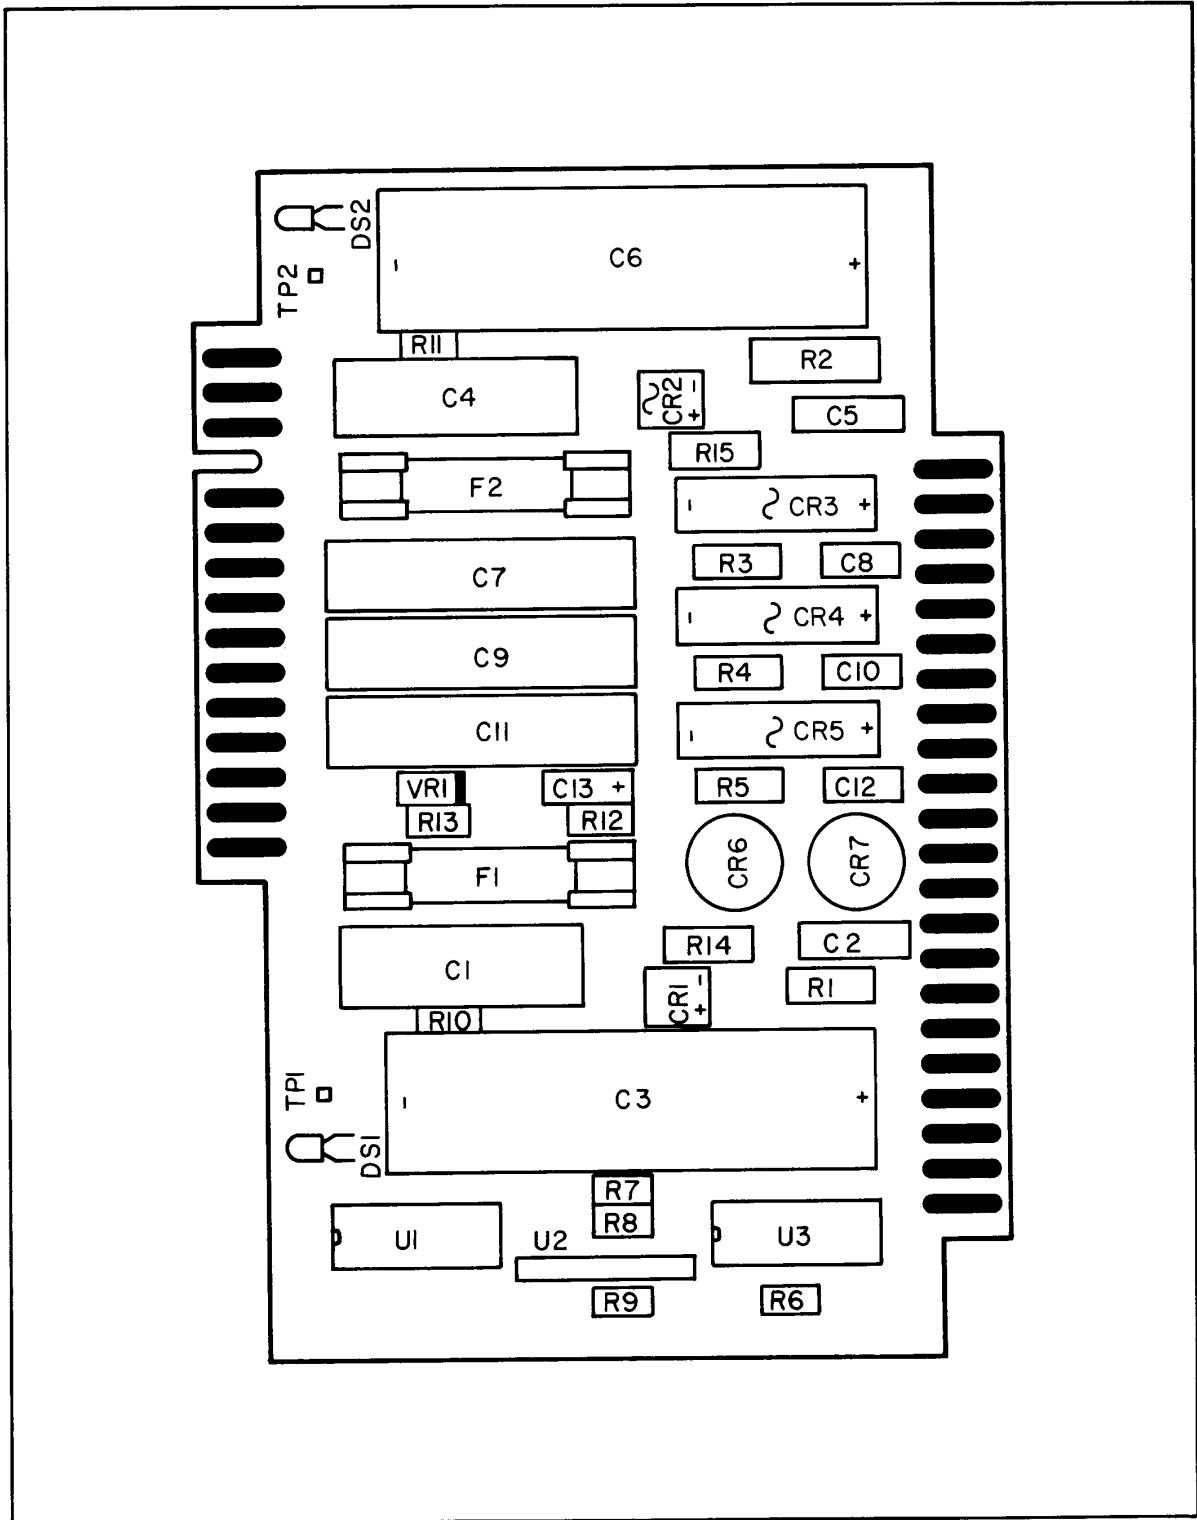 DS2
TP2
- C6 +
R11
R2
C4
CR2
+ -
C5
R15
F2
- CR3 +
R3
C8
C7
- CR4 +
C9
R4
C10
C11
- CR5 +
VR1
C13 +
R5
C12
R13
R12
CR6
CR7
F1
R14
C2
C1
CR1
+ -
R1
R10
TP1
- C3 +
DS1
R7
R8
U1
U2
U3
R9
R6